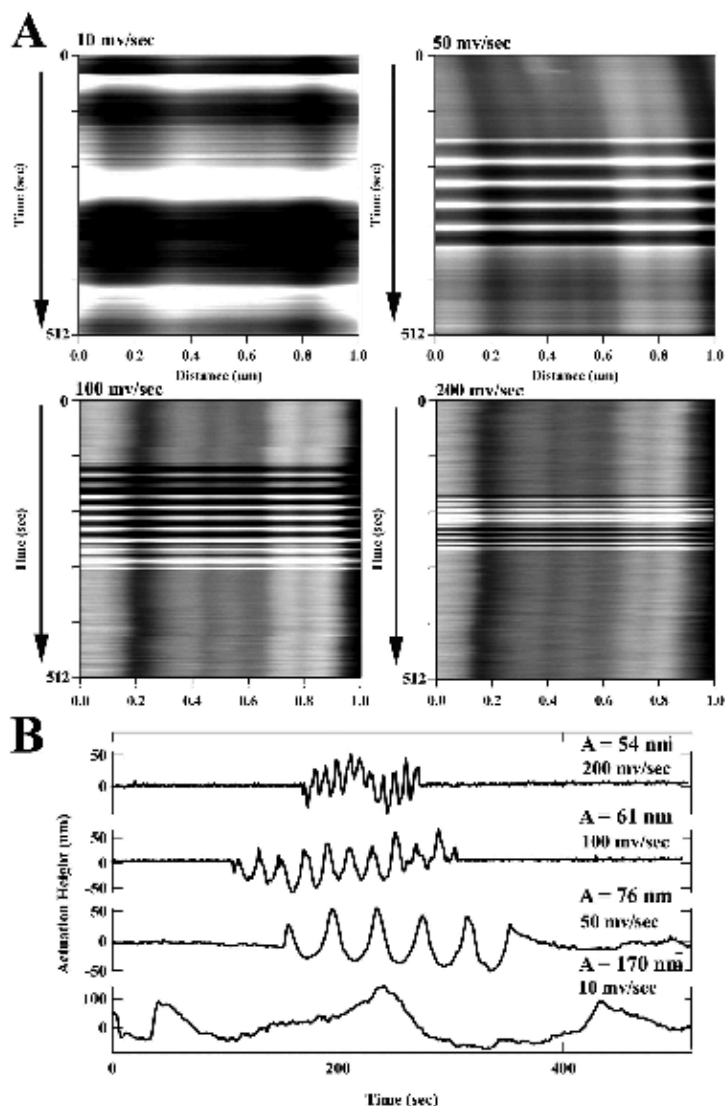 A
10 mv/sec
50 mv/sec
0
0
Time (sec)
Time (sec)
512
512
0.0 0.2 0.4 0.6 0.8 1.0
0.0 0.2 0.4 0.6 0.8 1.0
Distance (µm)
Distance (µm)
100 mv/sec
200 mv/sec
0
0
Time (sec)
Time (sec)
512
512
0.0 0.2 0.4 0.6 0.8 1.0
0.0 0.2 0.4 0.6 0.8 1.0
B
Actuation Height (nm)
50
0
A = 54 nm
200 mv/sec
50
0
-50
A = 61 nm
100 mv/sec
50
0
-50
A = 76 nm
50 mv/sec
100
0
A = 170 nm
10 mv/sec
0 200 400
Time (sec)